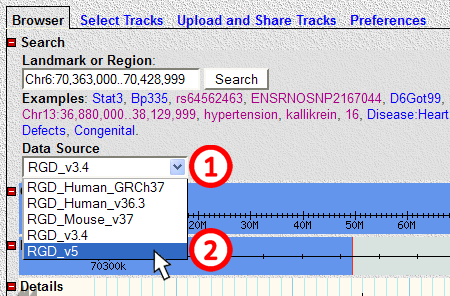 Browser Select Tracks Upload and Share Tracks Preferences
Search
Landmark or Region:
Chr6:70,363,000..70,428,999 Search
Examples: Stat3, Bp335, rs64562463, ENSRNOSNP2167044, D6Got99,
Chr13:36,880,000...38,129,999, hypertension, kallikrein, 16, Disease:Heart
Defects, Congenital.
Data Source
RGD_v3.4 1
RGD_Human_GRCh37
RGD_Human_v36.3
RGD_Mouse_v37
20M 30M 40M 50M 60M
RGD_v3.4
RGD_v5 2
70300k
Details